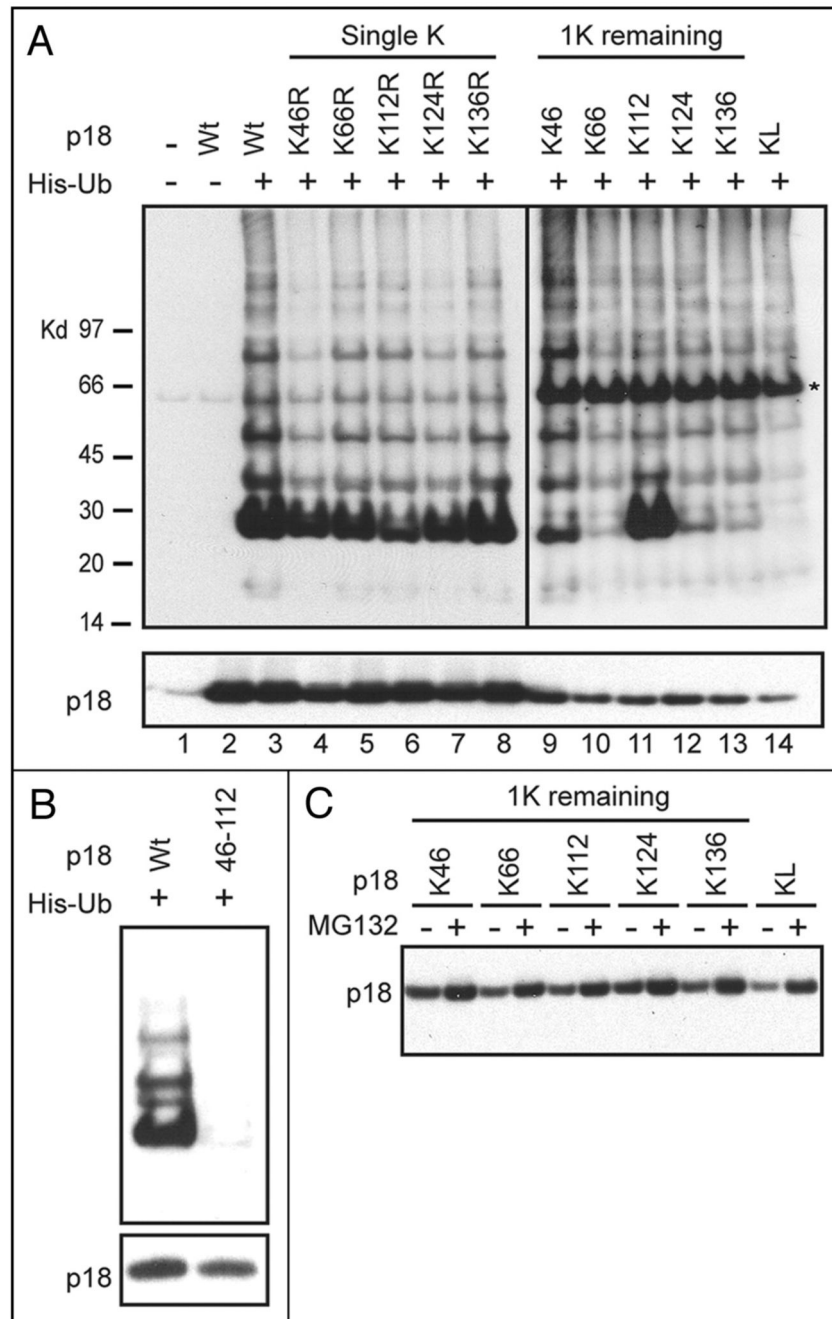 A
Single K 1K remaining
p18 - Wt Wt K46R K66R K112R K124R K136R K46 K66 K112 K124 K136 KL
His-Ub - - + + + + + + + + + + + +
Kd 97
66 *
45
30
20
14
p18
1 2 3 4 5 6 7 8 9 10 11 12 13 14
B
p18 Wt 46-112
His-Ub + +
p18
C
1K remaining
p18 K46 K66 K112 K124 K136 KL
MG132 - + - + - + - + - + - +
p18